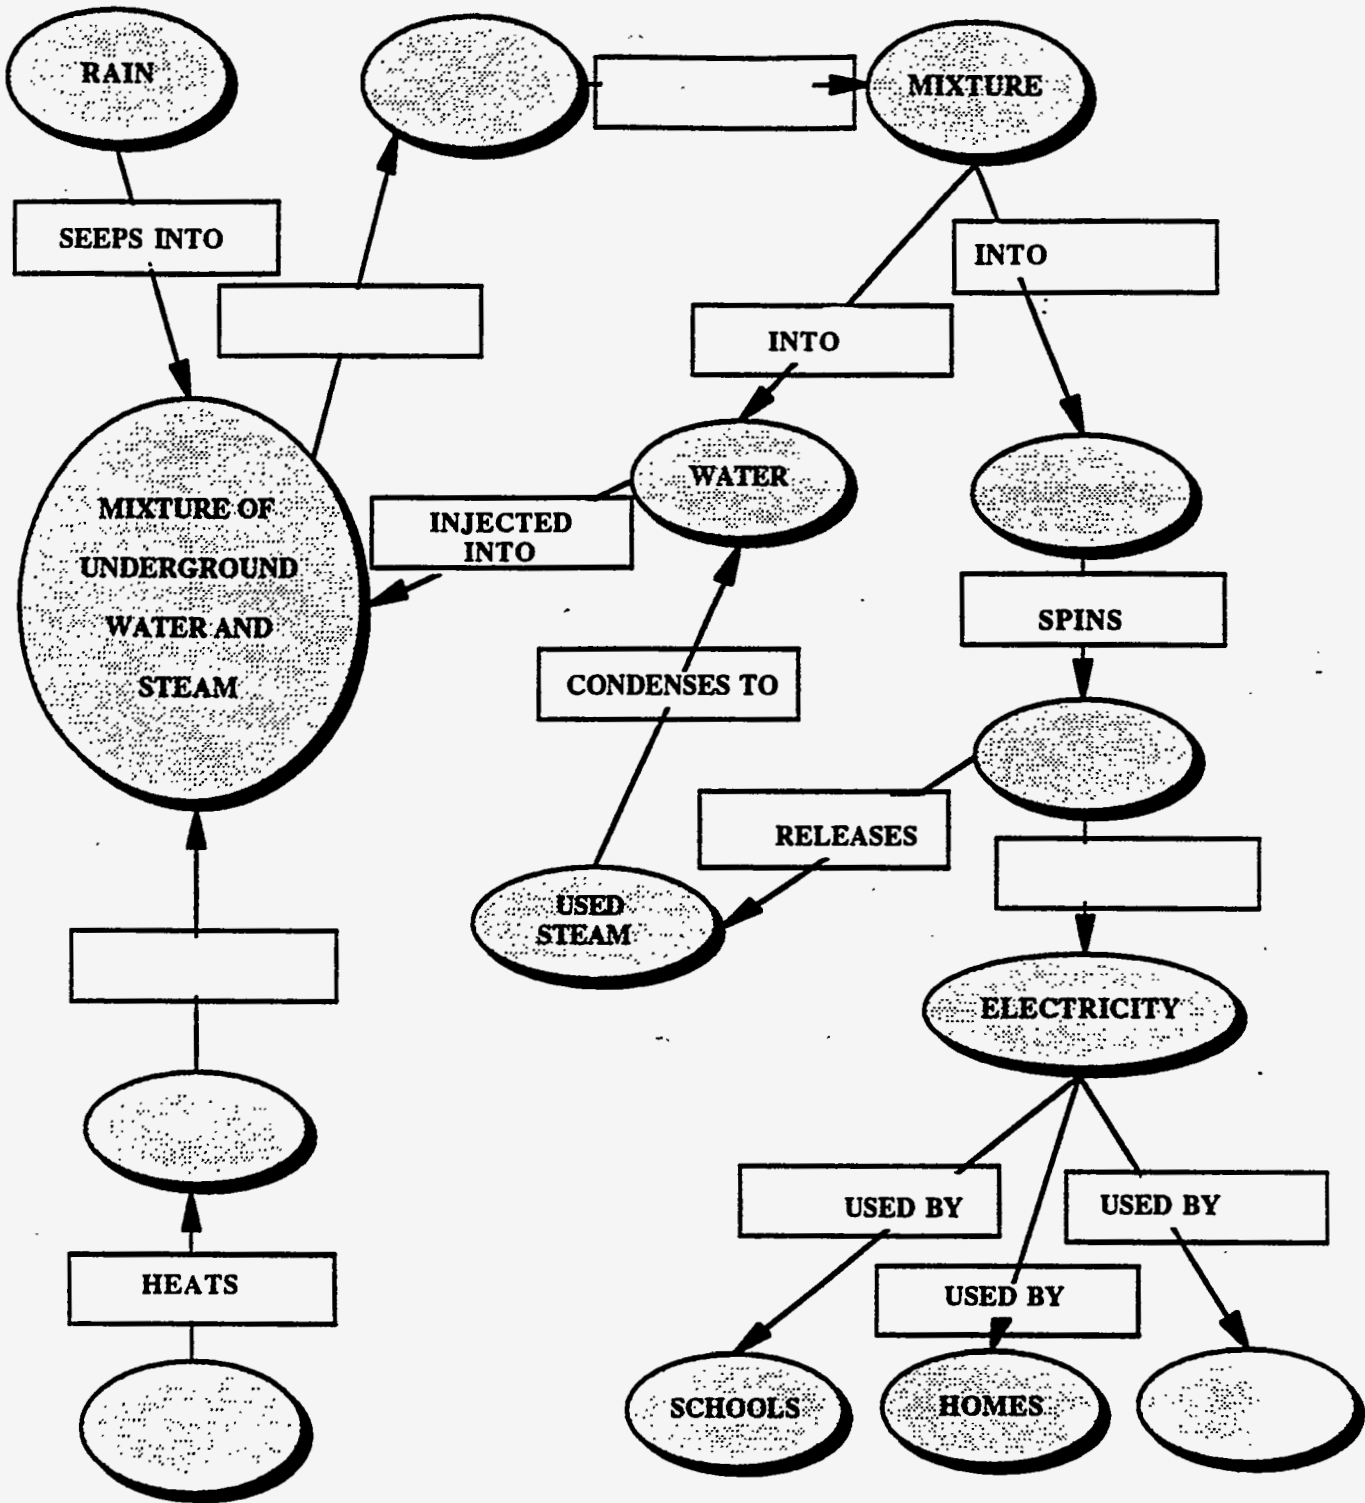 RAIN
MIXTURE
SEEPS INTO
INTO
INTO
WATER
MIXTURE OF
UNDERGROUND
WATER AND
STEAM
INJECTED
INTO
SPINS
CONDENSES TO
RELEASES
USED
STEAM
ELECTRICITY
USED BY
USED BY
HEATS
USED BY
SCHOOLS
HOMES